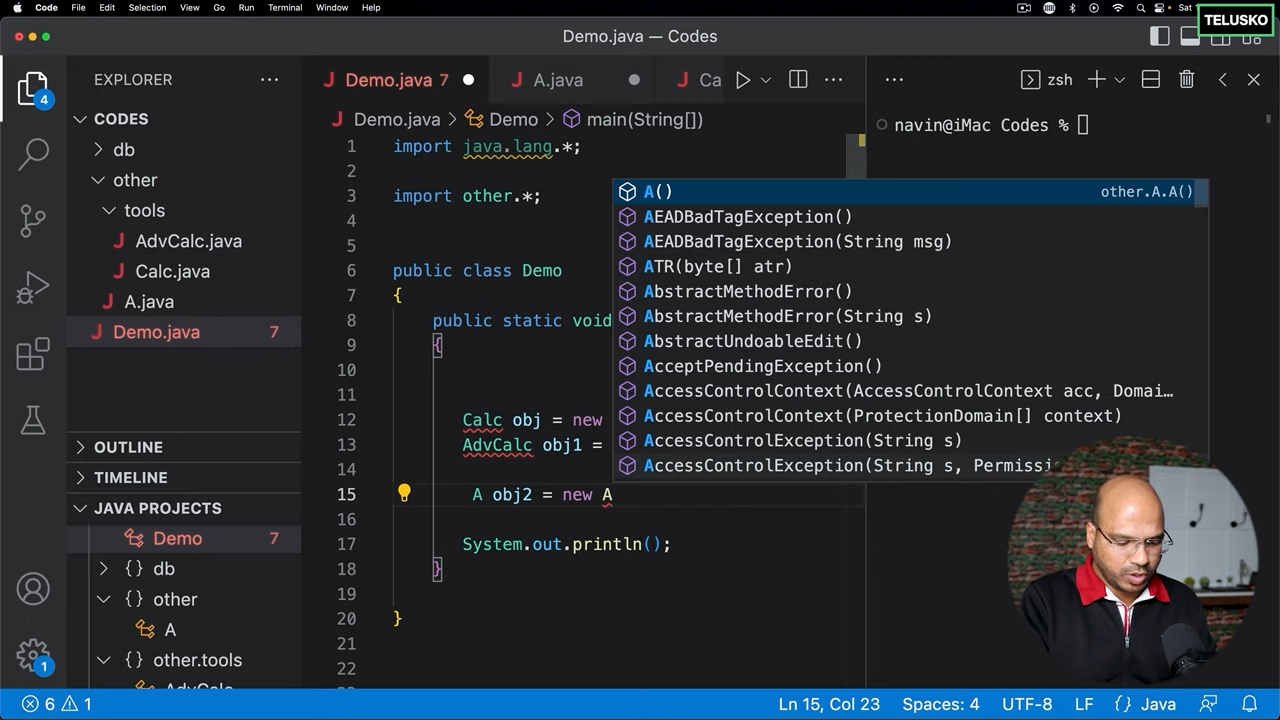 Code File Edit Selection View Go Run Terminal Window Help Sat
TELUSKO
Demo.java — Codes
EXPLORER
4
CODES
db
other
tools
AdvCalc.java
Calc.java
A.java
Demo.java 7
OUTLINE
TIMELINE
JAVA PROJECTS
Demo 7
db
other
A
other.tools
AdvCalc
1
Demo.java 7 A.java Ca
Demo.java > Demo > main(String[])
1 import java.lang.*;
2
3 import other.*;
4
5
6 public class Demo
7 {
8 public static void
9 {
10
11
12 Calc obj = new
13 AdvCalc obj1 =
14
15 A obj2 = new A
16
17 System.out.println();
18 }
19
20 }
21
22
A() other.A.A()
AEADBadTagException()
AEADBadTagException(String msg)
ATR(byte[] atr)
AbstractMethodError()
AbstractMethodError(String s)
AbstractUndoableEdit()
AcceptPendingException()
AccessControlContext(AccessControlContext acc, Domai…
AccessControlContext(ProtectionDomain[] context)
AccessControlException(String s)
AccessControlException(String s, Permissi
zsh
navin@iMac Codes %
6 1 Ln 15, Col 23 Spaces: 4 UTF-8 LF {} Java